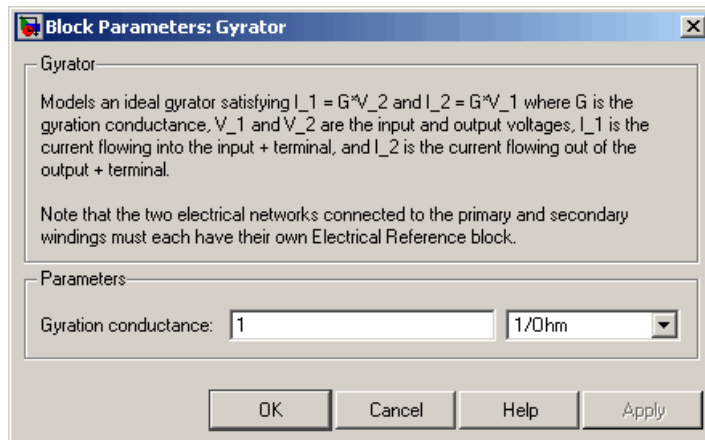 Block Parameters: Gyrator
Gyrator
Models an ideal gyrator satisfying I_1 = G*V_2 and I_2 = G*V_1 where G is the
gyration conductance, V_1 and V_2 are the input and output voltages, I_1 is the
current flowing into the input + terminal, and I_2 is the current flowing out of the
output + terminal.
Note that the two electrical networks connected to the primary and secondary
windings must each have their own Electrical Reference block.
Parameters
Gyration conductance: 1 1/Ohm
OK Cancel Help Apply